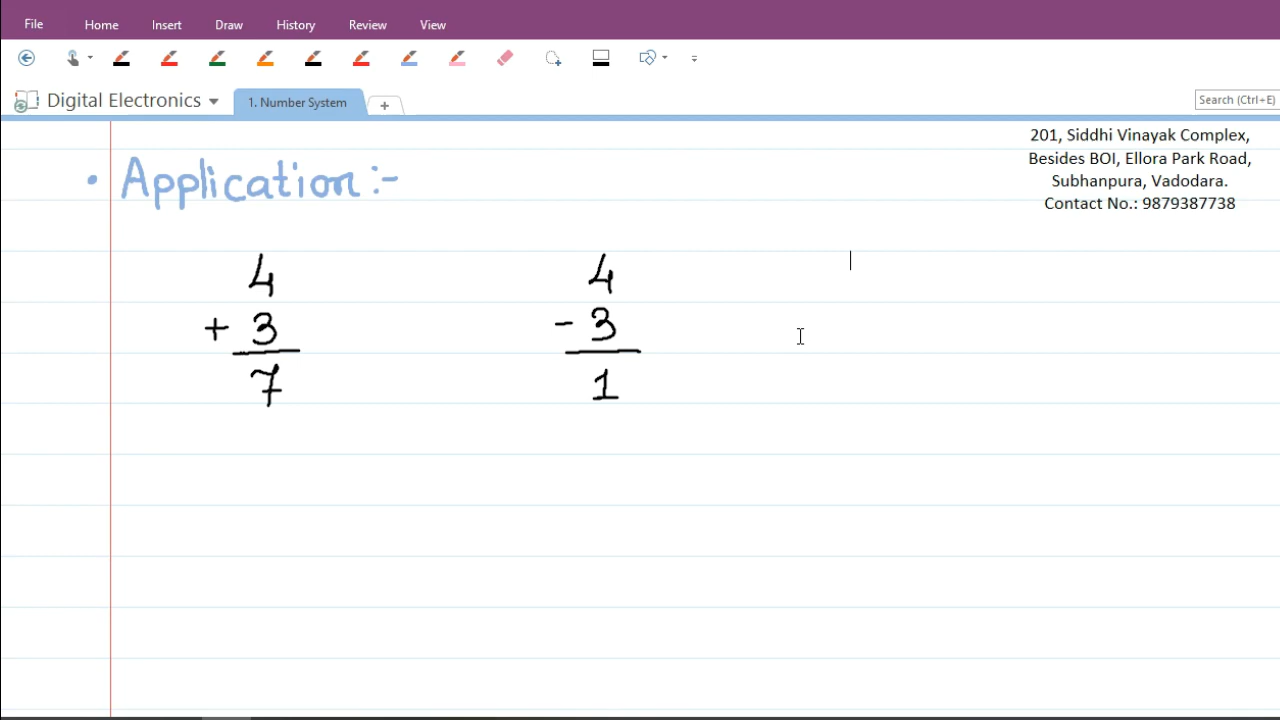 File Home Insert Draw History Review View
Digital Electronics 1. Number System + Search (Ctrl+E)
201, Siddhi Vinayak Complex,
Besides BOI, Ellora Park Road,
Subhanpura, Vadodara.
Contact No.: 9879387738
• Application :-
4 4
+ 3 - 3
7 1